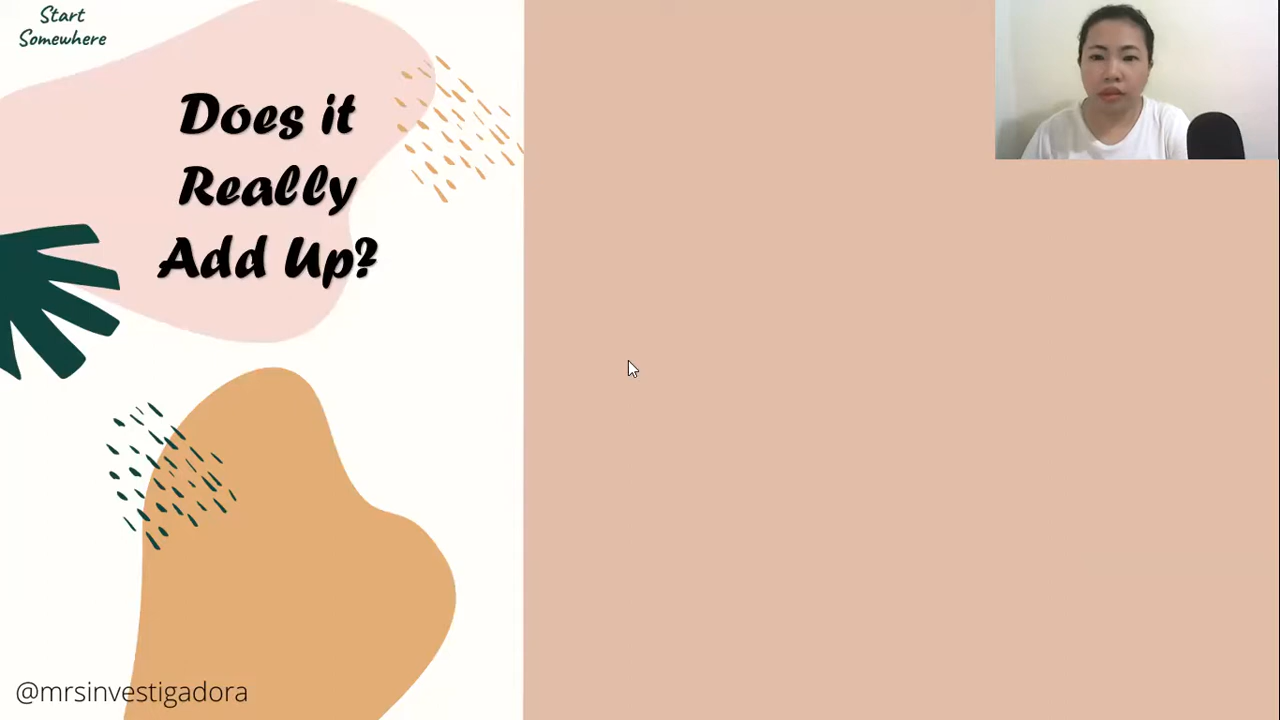 Start
Somewhere
Does it
Really
Add Up?
@mrsinvestigadora